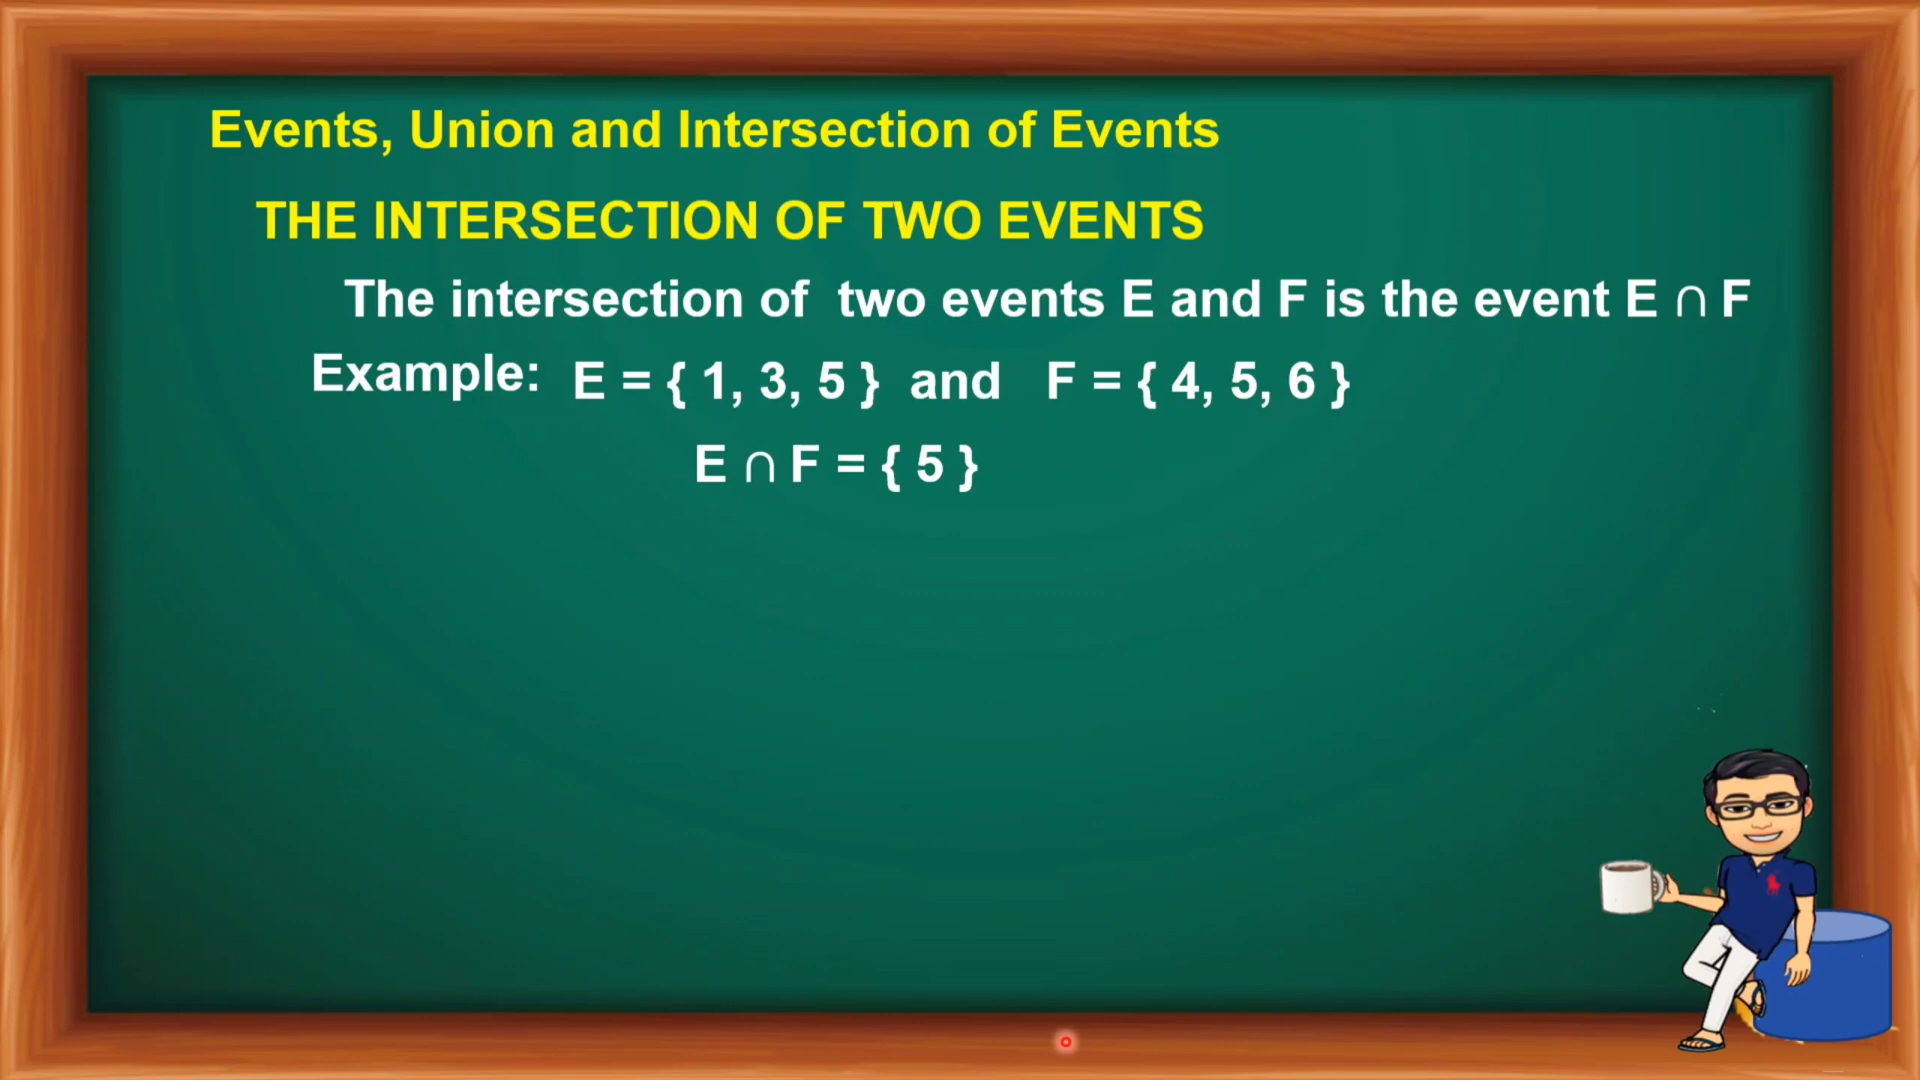 Events, Union and Intersection of Events
THE INTERSECTION OF TWO EVENTS
The intersection of two events E and F is the event E ∩ F
Example: E = { 1, 3, 5 } and F = { 4, 5, 6 }
E ∩ F = { 5 }